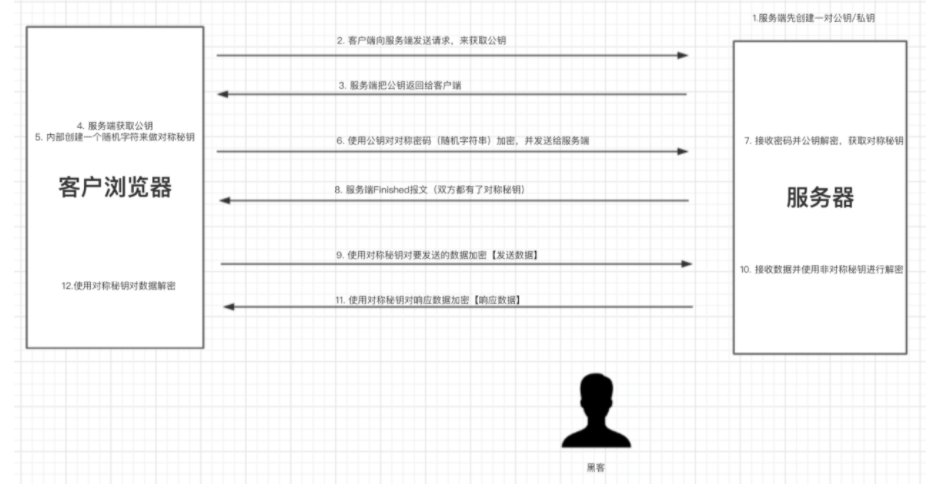 1.服务端先创建一对公钥/私钥
2. 客户端向服务端发送请求，来获取公钥
3. 服务端把公钥返回给客户端
4. 服务端获取公钥
5. 内部创建一个随机字符来做对称秘钥
6. 使用公钥对对称密码（随机字符串）加密，并发送给服务端
7. 接收密码并公钥解密，获取对称秘钥
客户浏览器
服务器
8. 服务端Finished报文（双方都有了对称秘钥）
9. 使用对称秘钥对要发送的数据加密【发送数据】
10. 接收数据并使用非对称秘钥进行解密
12.使用对称秘钥对数据解密
11. 使用对称秘钥对响应数据加密【响应数据】
黑客